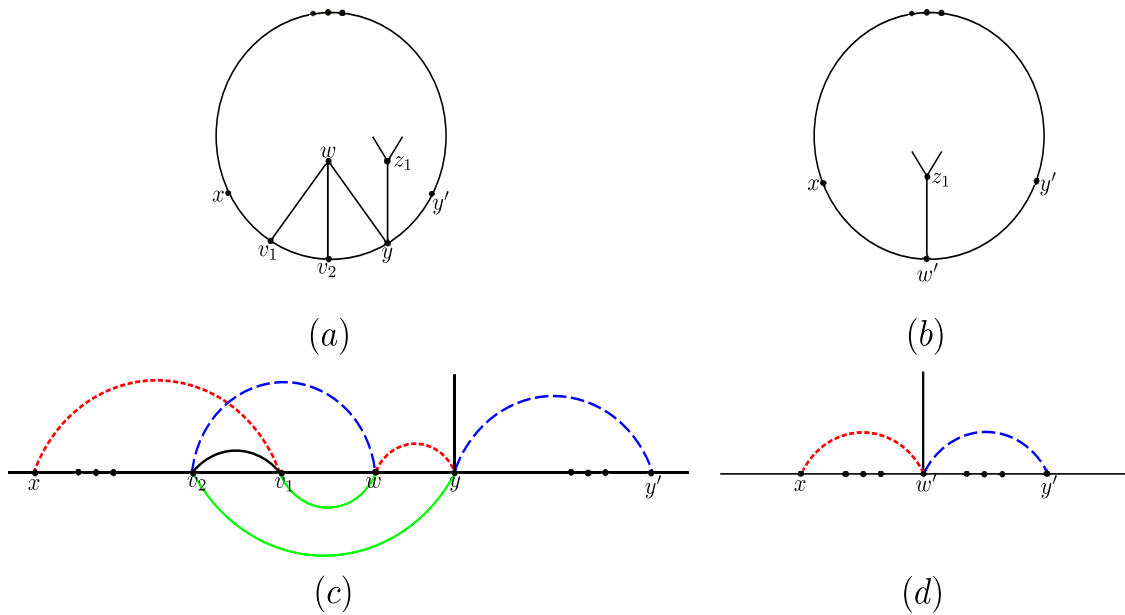 w
z₁
x
y′
v₁
v₂
y
(a)
z₁
x
y′
w′
(b)
x
v₂
v₁
w
y
y′
(c)
x
w′
y′
(d)